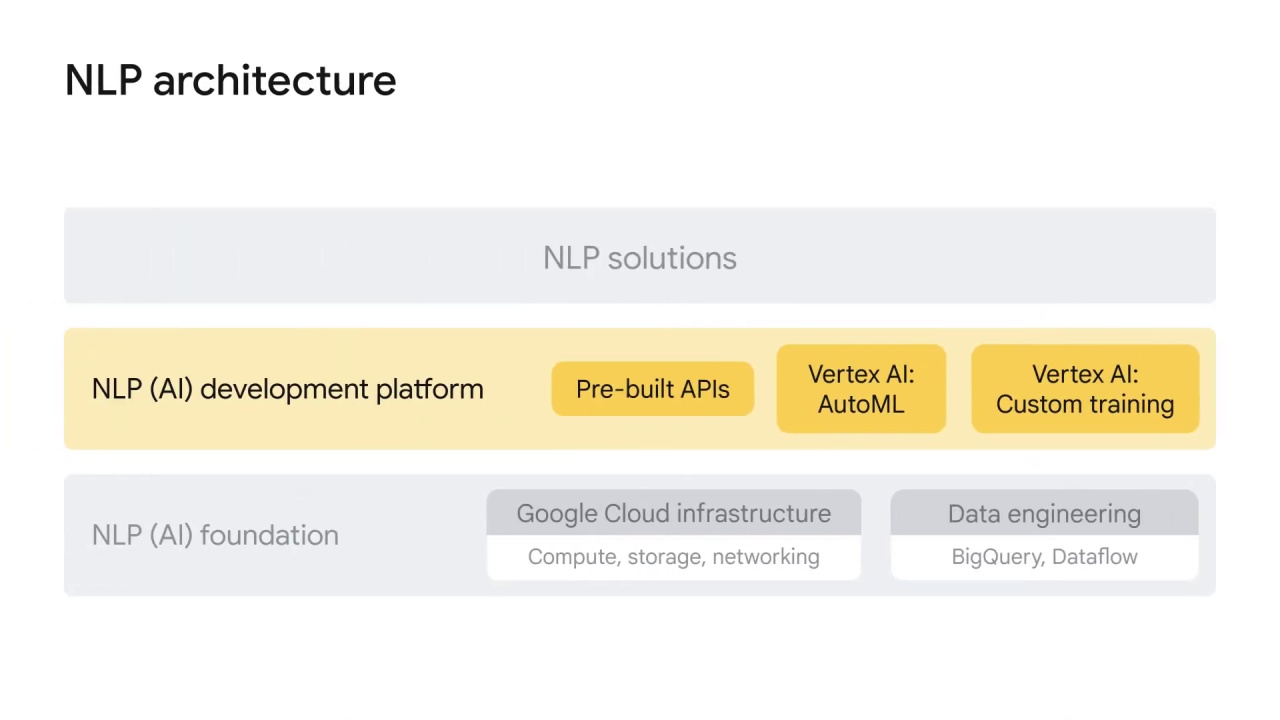 NLP architecture
NLP solutions
NLP (AI) development platform
Pre-built APIs
Vertex AI:
AutoML
Vertex AI:
Custom training
NLP (AI) foundation
Google Cloud infrastructure
Compute, storage, networking
Data engineering
BigQuery, Dataflow